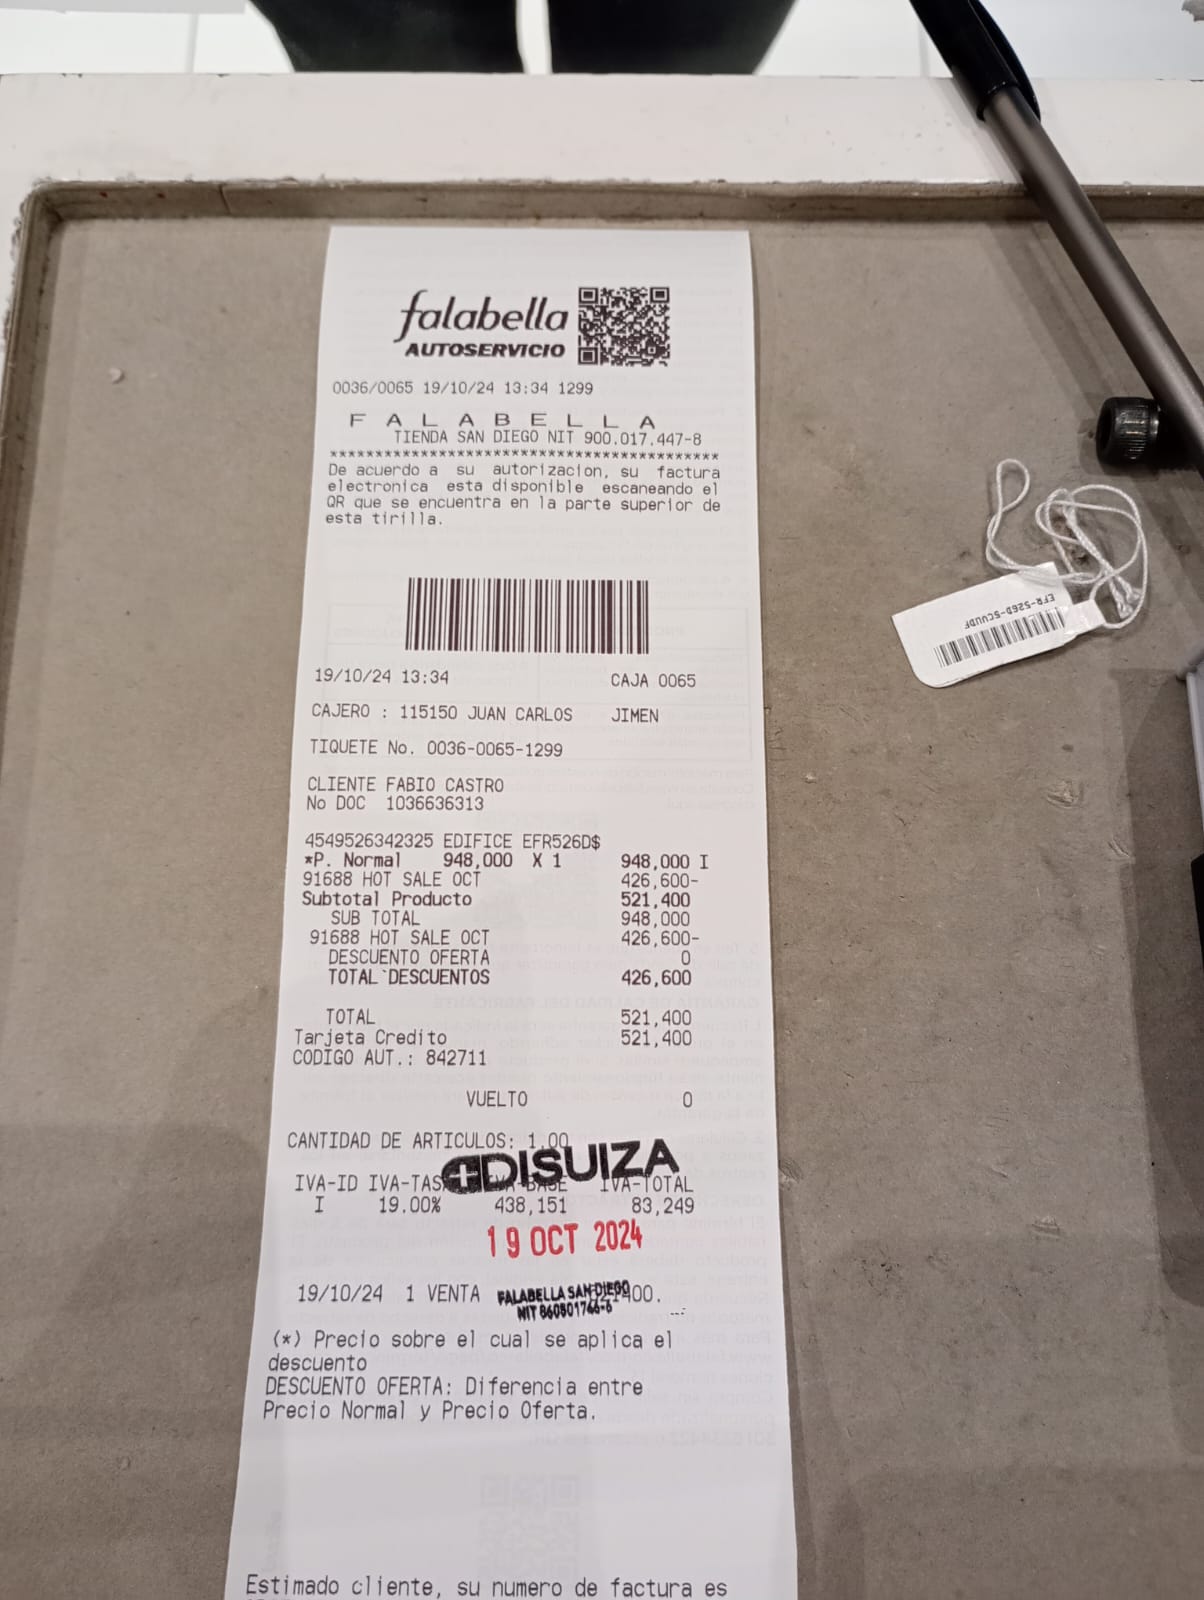 falabella
AUTOSERVICIO
0036/0065 19/10/24 13:34 1299
F A L A B E L L A
TIENDA SAN DIEGO NIT 900.017.447-8
****************************************
De acuerdo a su autorizacion, su factura
electronica esta disponible escaneando el
QR que se encuentra en la parte superior de
esta tirilla.
19/10/24 13:34 CAJA 0065
CAJERO : 115150 JUAN CARLOS JIMEN
TIQUETE No. 0036-0065-1299
CLIENTE FABIO CASTRO
No DOC 1036636313
4549526342325 EDIFICE EFR526D$
*P. Normal 948,000 X 1 948,000 I
91688 HOT SALE OCT 426,600-
Subtotal Producto 521,400
SUB TOTAL 948,000
91688 HOT SALE OCT 426,600-
DESCUENTO OFERTA 0
TOTAL DESCUENTOS 426,600
TOTAL 521,400
Tarjeta Credito 521,400
CODIGO AUT.: 842711
VUELTO 0
CANTIDAD DE ARTICULOS: 1.00
DISUIZA
IVA-ID IVA-TAS IVA-BASE IVA-TOTAL
I 19.00% 438,151 83,249
19 OCT 2024
19/10/24 1 VENTA
FALABELLA SAN DIEGO
NIT 860501766-6
(*) Precio sobre el cual se aplica el
descuento
DESCUENTO OFERTA: Diferencia entre
Precio Normal y Precio Oferta.
Estimado cliente, su numero de factura es